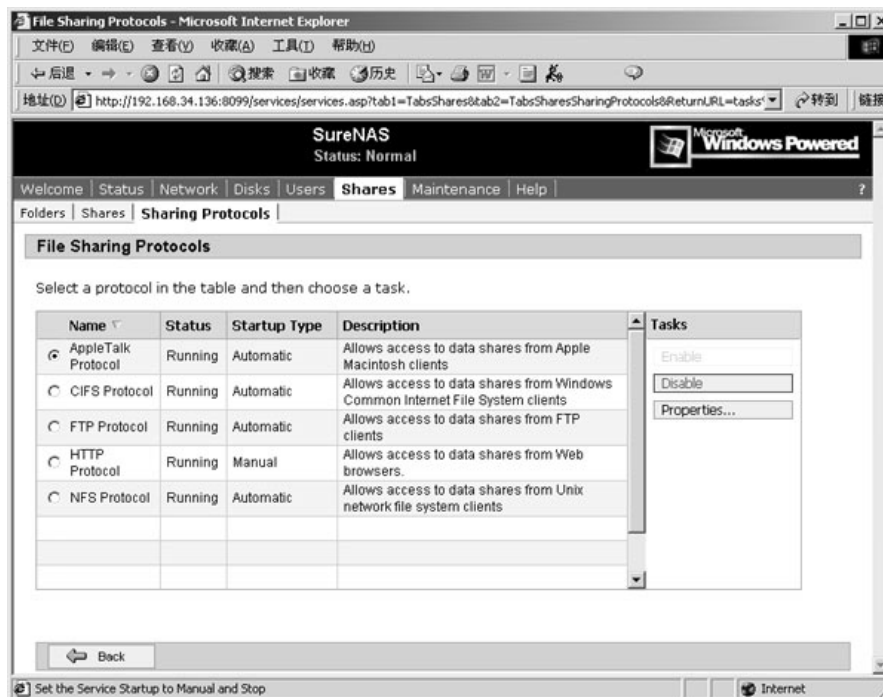 File Sharing Protocols - Microsoft Internet Explorer
文件(F) 编辑(E) 查看(V) 收藏(A) 工具(T) 帮助(H)
后退 搜索 收藏 历史
地址(D) http://192.168.34.136:8099/services/services.asp?tab1=TabsShares&tab2=TabsSharesSharingProtocols&ReturnURL=tasks 转到 链接
SureNAS
Status: Normal
Microsoft
Windows Powered
Welcome Status Network Disks Users Shares Maintenance Help ?
Folders Shares Sharing Protocols
File Sharing Protocols
Select a protocol in the table and then choose a task.
Name Status Startup Type Description Tasks
AppleTalk Protocol Running Automatic Allows access to data shares from Apple Macintosh clients
CIFS Protocol Running Automatic Allows access to data shares from Windows Common Internet File System clients
FTP Protocol Running Automatic Allows access to data shares from FTP clients
HTTP Protocol Running Manual Allows access to data shares from Web browsers.
NFS Protocol Running Automatic Allows access to data shares from Unix network file system clients
Enable
Disable
Properties...
Back
Set the Service Startup to Manual and Stop Internet